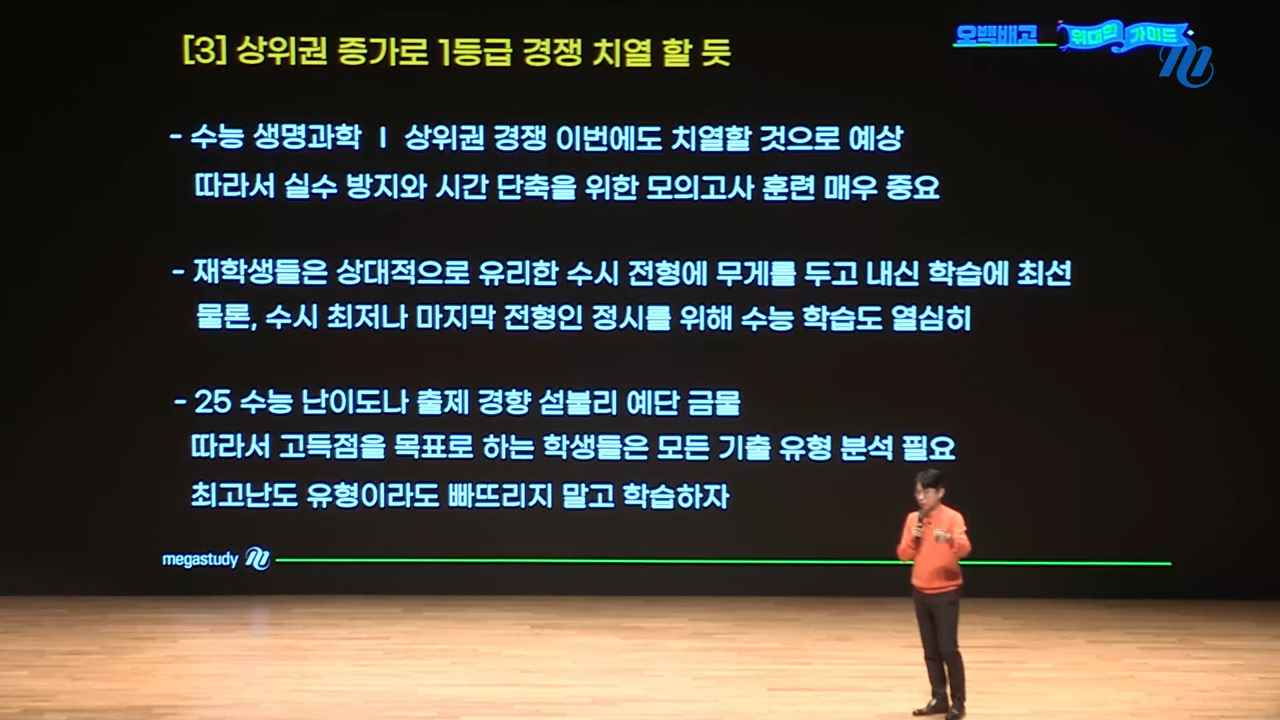 [3] 상위권 증가로 1등급 경쟁 치열 할 듯
오백배고 위대한 가이드
- 수능 생명과학 Ⅰ 상위권 경쟁 이번에도 치열할 것으로 예상
따라서 실수 방지와 시간 단축을 위한 모의고사 훈련 매우 중요
- 재학생들은 상대적으로 유리한 수시 전형에 무게를 두고 내신 학습에 최선
물론, 수시 최저나 마지막 전형인 정시를 위해 수능 학습도 열심히
- 25 수능 난이도나 출제 경향 섣불리 예단 금물
따라서 고득점을 목표로 하는 학생들은 모든 기출 유형 분석 필요
최고난도 유형이라도 빠뜨리지 말고 학습하자
megastudy